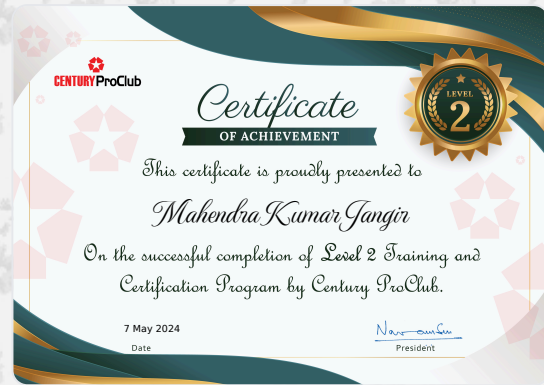 CENTURY ProClub
Certificate
OF ACHIEVEMENT
LEVEL
2
This certificate is proudly presented to
Mahendra Kumar Jangir
On the successful completion of Level 2 Training and
Certification Program by Century ProClub.
7 May 2024
Date
President